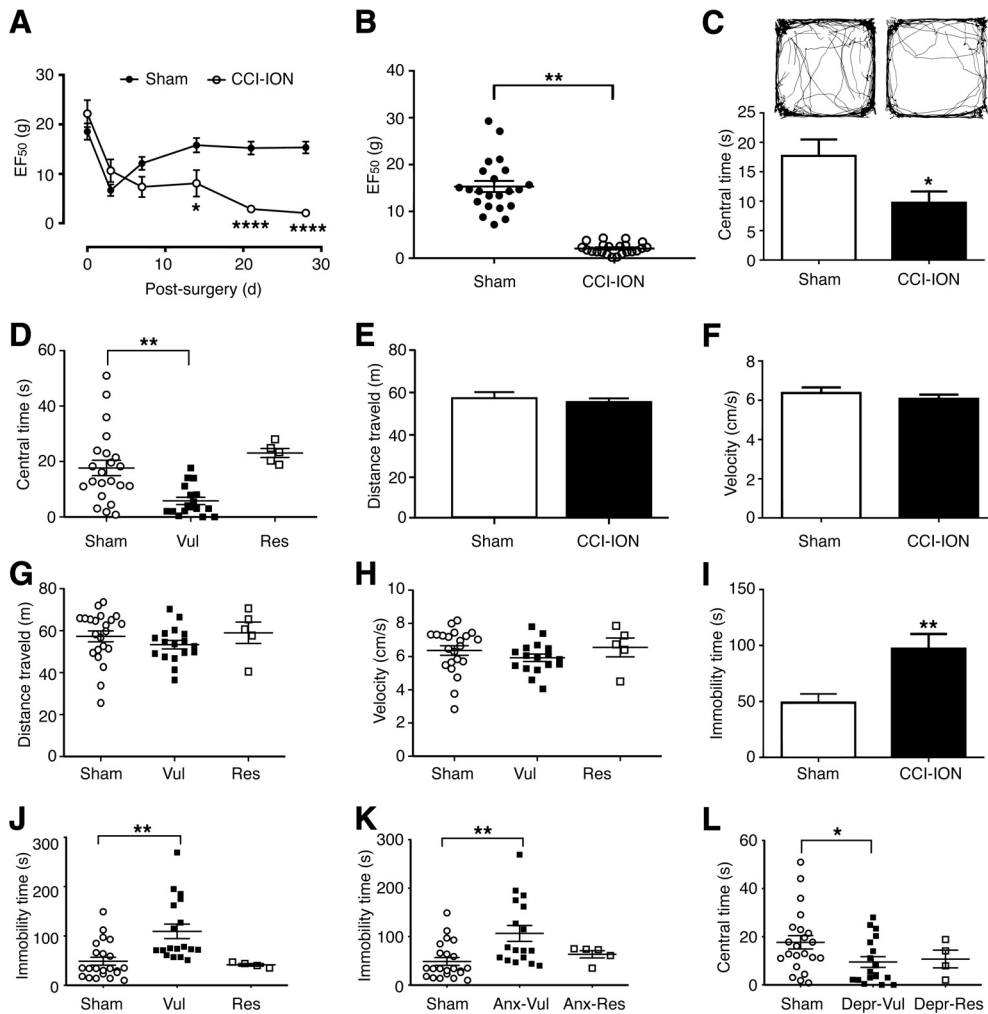 A
Sham CCI-ION
EF50 (g)
30
20
10
0
*
****
****
0 10 20 30
Post-surgery (d)
B
**
EF50 (g)
40
30
20
10
0
Sham CCI-ION
C
Central time (s)
25
20
15
10
5
0
*
Sham CCI-ION
D
**
Central time (s)
60
40
20
0
Sham Vul Res
E
Distance traveld (m)
80
60
40
20
0
Sham CCI-ION
F
Velocity (cm/s)
8
6
4
2
0
Sham CCI-ION
G
Distance traveld (m)
80
60
40
20
0
Sham Vul Res
H
Velocity (cm/s)
10
8
6
4
2
0
Sham Vul Res
I
Immobility time (s)
150
100
50
0
**
Sham CCI-ION
J
**
Immobility time (s)
300
200
100
0
Sham Vul Res
K
**
Immobility time (s)
300
200
100
0
Sham Anx-Vul Anx-Res
L
*
Central time (s)
60
40
20
0
Sham Depr-Vul Depr-Res